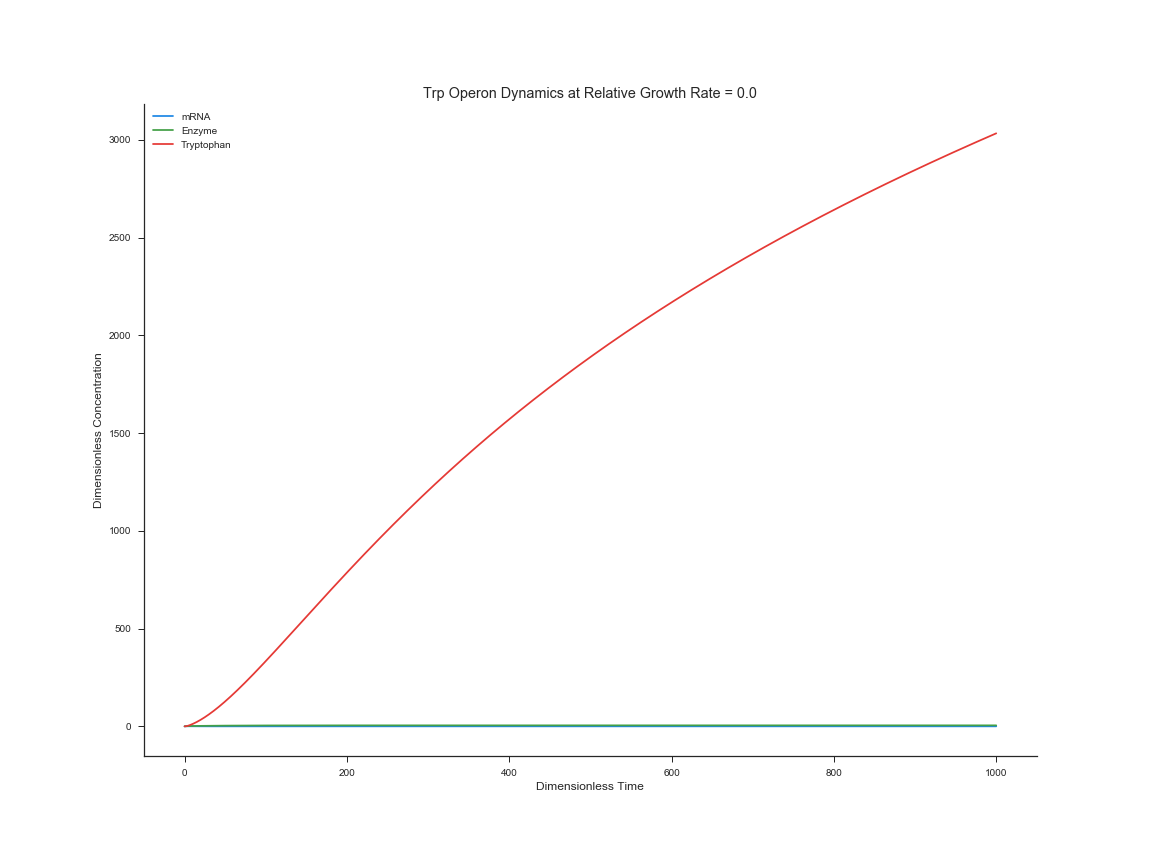 Trp Operon Dynamics at Relative Growth Rate = 0.0
mRNA
Enzyme
Tryptophan
3000
2500
2000
1500
1000
500
0
Dimensionless Concentration
0 200 400 600 800 1000
Dimensionless Time